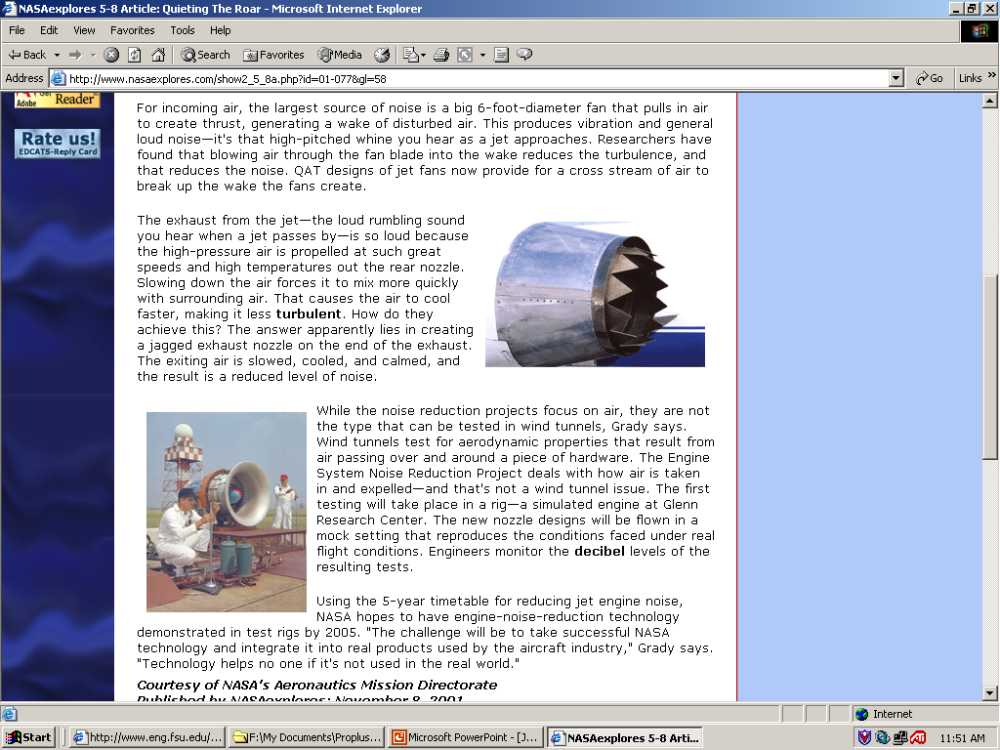 NASAexplores 5-8 Article: Quieting The Roar - Microsoft Internet Explorer
File Edit View Favorites Tools Help
Back Search Favorites Media
Address http://www.nasaexplores.com/show2_5_8a.php?id=01-077&gl=58 Go Links »
Adobe Reader
Rate us!
EDCATS-Reply Card
For incoming air, the largest source of noise is a big 6-foot-diameter fan that pulls in air
to create thrust, generating a wake of disturbed air. This produces vibration and general
loud noise—it's that high-pitched whine you hear as a jet approaches. Researchers have
found that blowing air through the fan blade into the wake reduces the turbulence, and
that reduces the noise. QAT designs of jet fans now provide for a cross stream of air to
break up the wake the fans create.
The exhaust from the jet—the loud rumbling sound
you hear when a jet passes by—is so loud because
the high-pressure air is propelled at such great
speeds and high temperatures out the rear nozzle.
Slowing down the air forces it to mix more quickly
with surrounding air. That causes the air to cool
faster, making it less turbulent. How do they
achieve this? The answer apparently lies in creating
a jagged exhaust nozzle on the end of the exhaust.
The exiting air is slowed, cooled, and calmed, and
the result is a reduced level of noise.
While the noise reduction projects focus on air, they are not
the type that can be tested in wind tunnels, Grady says.
Wind tunnels test for aerodynamic properties that result from
air passing over and around a piece of hardware. The Engine
System Noise Reduction Project deals with how air is taken
in and expelled—and that's not a wind tunnel issue. The first
testing will take place in a rig—a simulated engine at Glenn
Research Center. The new nozzle designs will be flown in a
mock setting that reproduces the conditions faced under real
flight conditions. Engineers monitor the decibel levels of the
resulting tests.
Using the 5-year timetable for reducing jet engine noise,
NASA hopes to have engine-noise-reduction technology
demonstrated in test rigs by 2005. "The challenge will be to take successful NASA
technology and integrate it into real products used by the aircraft industry," Grady says.
"Technology helps no one if it's not used in the real world."
Courtesy of NASA's Aeronautics Mission Directorate
Published by NASAexplores: November 8, 2001
Internet
Start http://www.eng.fsu.edu/... F:\My Documents\Proplus... Microsoft PowerPoint - [J... NASAexplores 5-8 Arti... 11:51 AM